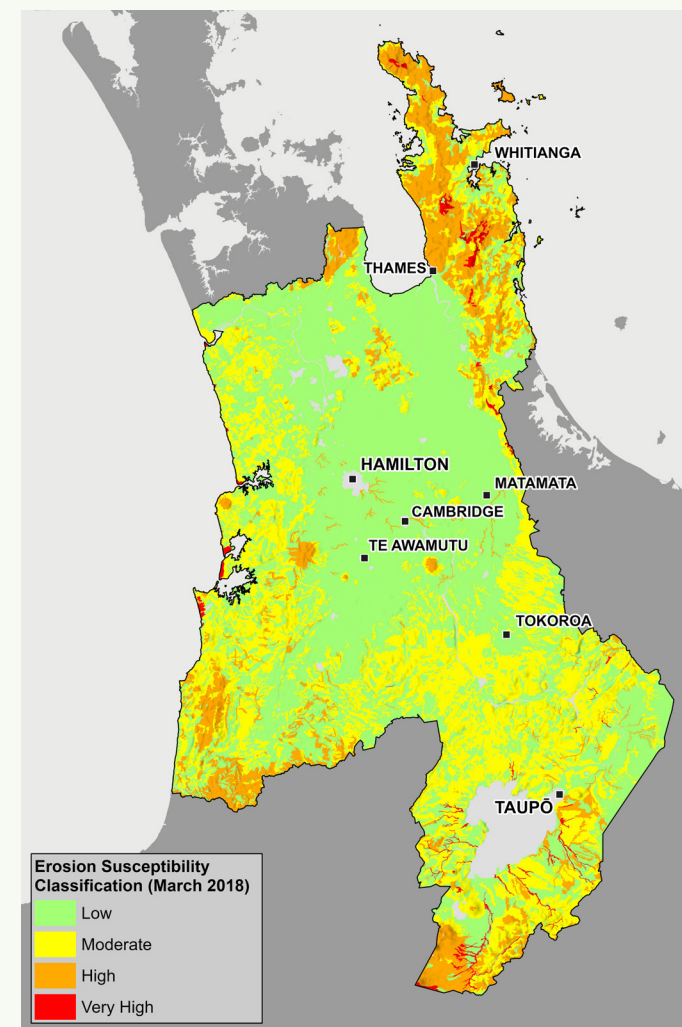 WHITIANGA
THAMES
HAMILTON
MATAMATA
CAMBRIDGE
TE AWAMUTU
TOKOROA
TAUPŌ
Erosion Susceptibility
Classification (March 2018)
Low
Moderate
High
Very High